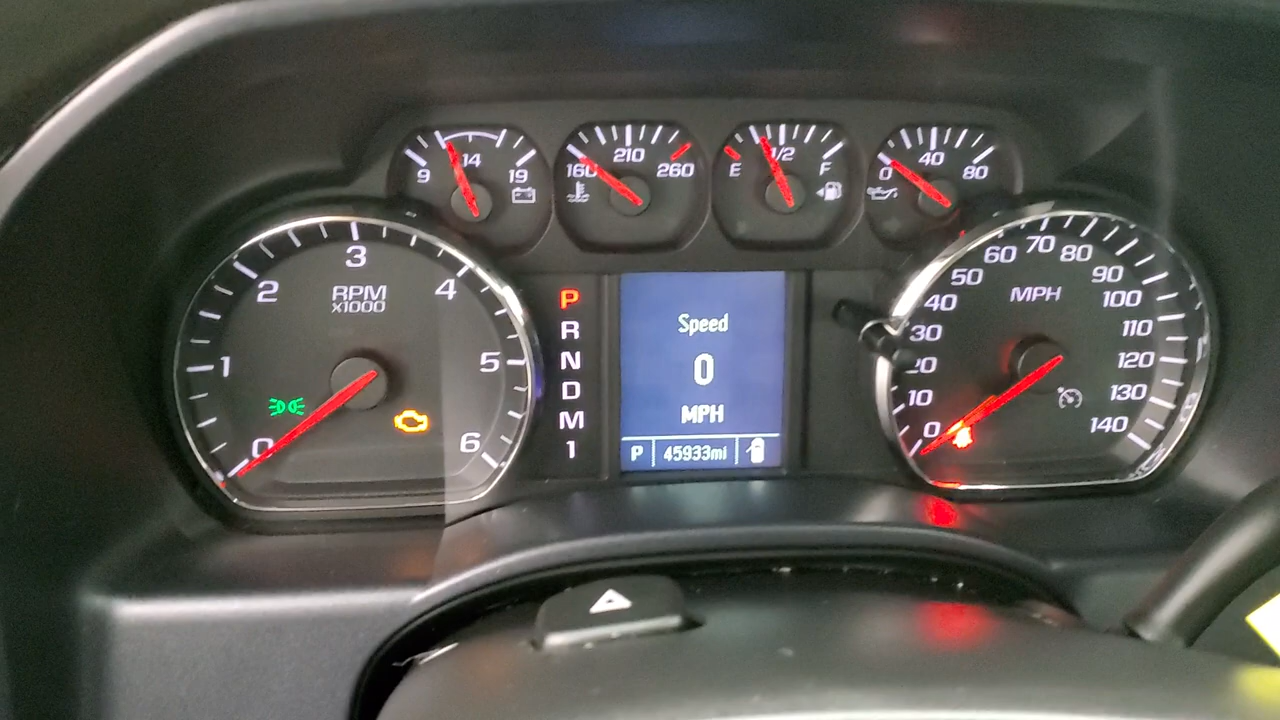 9 14 19
160 210 260
E 1/2 F
0 40 80
0 1 2 3 4 5 6
RPM
X1000
P
R
N
D
M
1
Speed
0
MPH
P 45933mi
0 10 20 30 40 50 60 70 80 90 100 110 120 130 140
MPH